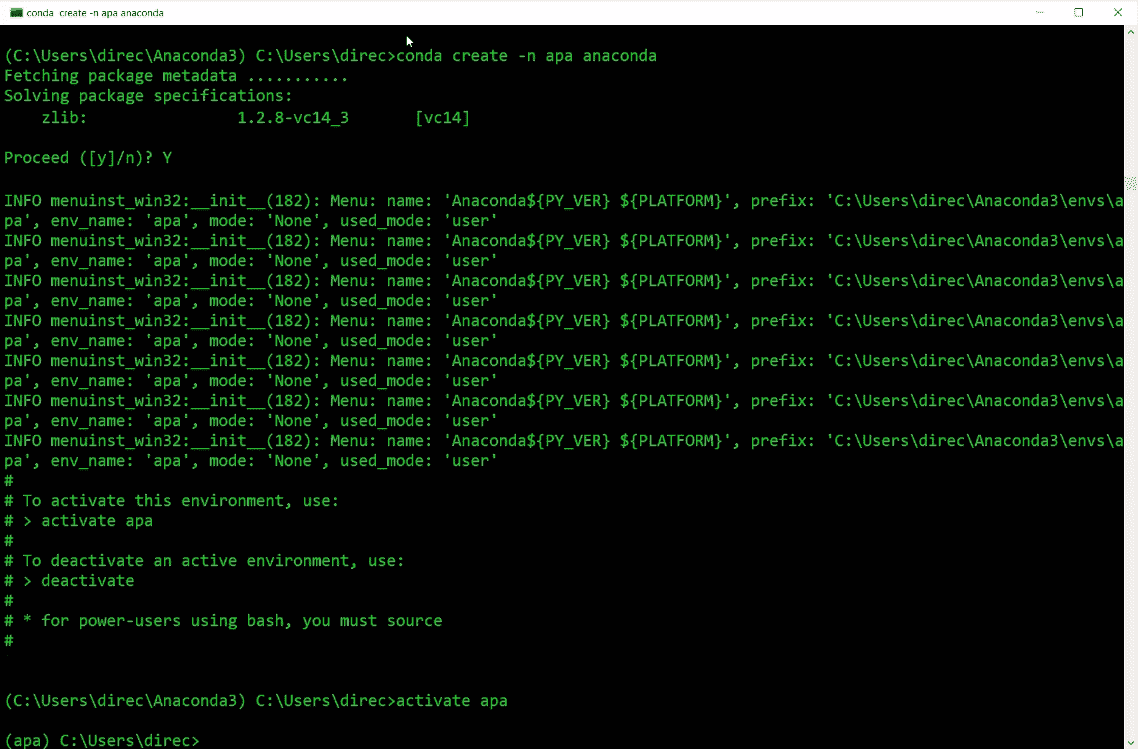 conda  create -n apa anaconda
(C:\Users\direc\Anaconda3) C:\Users\direc>conda create -n apa anaconda
Fetching package metadata ...........
Solving package specifications:
    zlib:                1.2.8-vc14_3       [vc14]
Proceed ([y]/n)? Y
INFO menuinst_win32:__init__(182): Menu: name: 'Anaconda${PY_VER} ${PLATFORM}', prefix: 'C:\Users\direc\Anaconda3\envs\a
pa', env_name: 'apa', mode: 'None', used_mode: 'user'
INFO menuinst_win32:__init__(182): Menu: name: 'Anaconda${PY_VER} ${PLATFORM}', prefix: 'C:\Users\direc\Anaconda3\envs\a
pa', env_name: 'apa', mode: 'None', used_mode: 'user'
INFO menuinst_win32:__init__(182): Menu: name: 'Anaconda${PY_VER} ${PLATFORM}', prefix: 'C:\Users\direc\Anaconda3\envs\a
pa', env_name: 'apa', mode: 'None', used_mode: 'user'
INFO menuinst_win32:__init__(182): Menu: name: 'Anaconda${PY_VER} ${PLATFORM}', prefix: 'C:\Users\direc\Anaconda3\envs\a
pa', env_name: 'apa', mode: 'None', used_mode: 'user'
INFO menuinst_win32:__init__(182): Menu: name: 'Anaconda${PY_VER} ${PLATFORM}', prefix: 'C:\Users\direc\Anaconda3\envs\a
pa', env_name: 'apa', mode: 'None', used_mode: 'user'
INFO menuinst_win32:__init__(182): Menu: name: 'Anaconda${PY_VER} ${PLATFORM}', prefix: 'C:\Users\direc\Anaconda3\envs\a
pa', env_name: 'apa', mode: 'None', used_mode: 'user'
INFO menuinst_win32:__init__(182): Menu: name: 'Anaconda${PY_VER} ${PLATFORM}', prefix: 'C:\Users\direc\Anaconda3\envs\a
pa', env_name: 'apa', mode: 'None', used_mode: 'user'
#
# To activate this environment, use:
# > activate apa
#
# To deactivate an active environment, use:
# > deactivate
#
# * for power-users using bash, you must source
#
(C:\Users\direc\Anaconda3) C:\Users\direc>activate apa
(apa) C:\Users\direc>